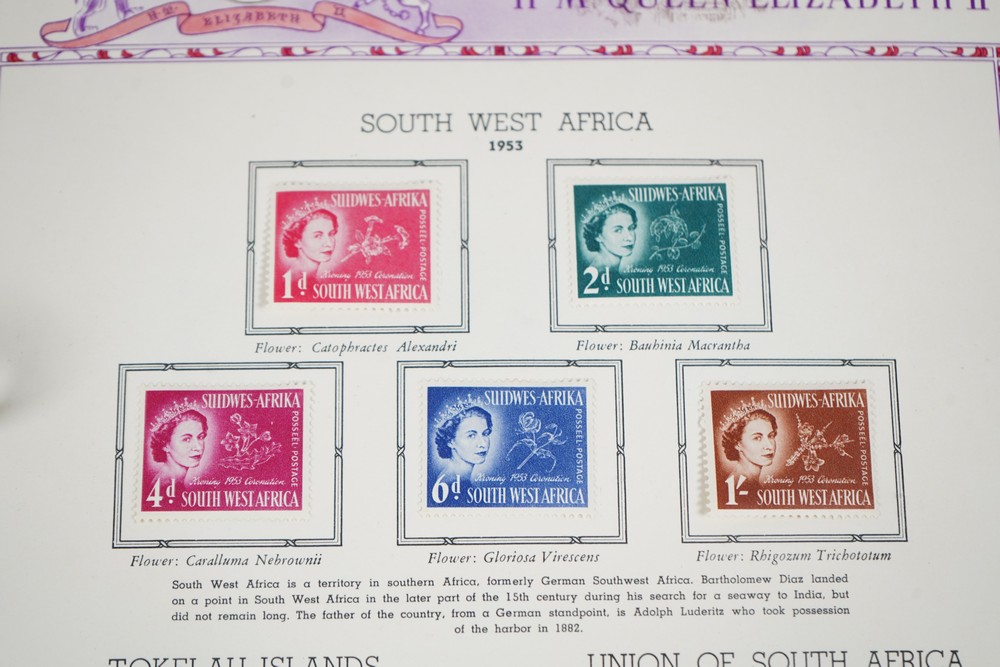 ELIZABETH II
H M QUEEN ELIZABETH II
SOUTH WEST AFRICA
1953
SUIDWES-AFRIKA
POSSEEL·POSTAGE
Kroning 1953 Coronation
1d SOUTH WEST AFRICA
SUIDWES-AFRIKA
POSSEEL·POSTAGE
Kroning 1953 Coronation
2d SOUTH WEST AFRICA
Flower: Catophractes Alexandri
Flower: Bauhinia Macrantha
SUIDWES-AFRIKA
POSSEEL·POSTAGE
Kroning 1953 Coronation
4d SOUTH WEST AFRICA
SUIDWES-AFRIKA
POSSEEL·POSTAGE
Kroning 1953 Coronation
6d SOUTH WEST AFRICA
SUIDWES-AFRIKA
POSSEEL·POSTAGE
Kroning 1953 Coronation
1/- SOUTH WEST AFRICA
Flower: Caralluma Nebrownii
Flower: Gloriosa Virescens
Flower: Rhigozum Trichototum
South West Africa is a territory in southern Africa, formerly German Southwest Africa. Bartholomew Diaz landed
on a point in South West Africa in the later part of the 15th century during his search for a seaway to India, but
did not remain long. The father of the country, from a German standpoint, is Adolph Luderitz who took possession
of the harbor in 1882.
TOKELAU ISLANDS
UNION OF SOUTH AFRICA